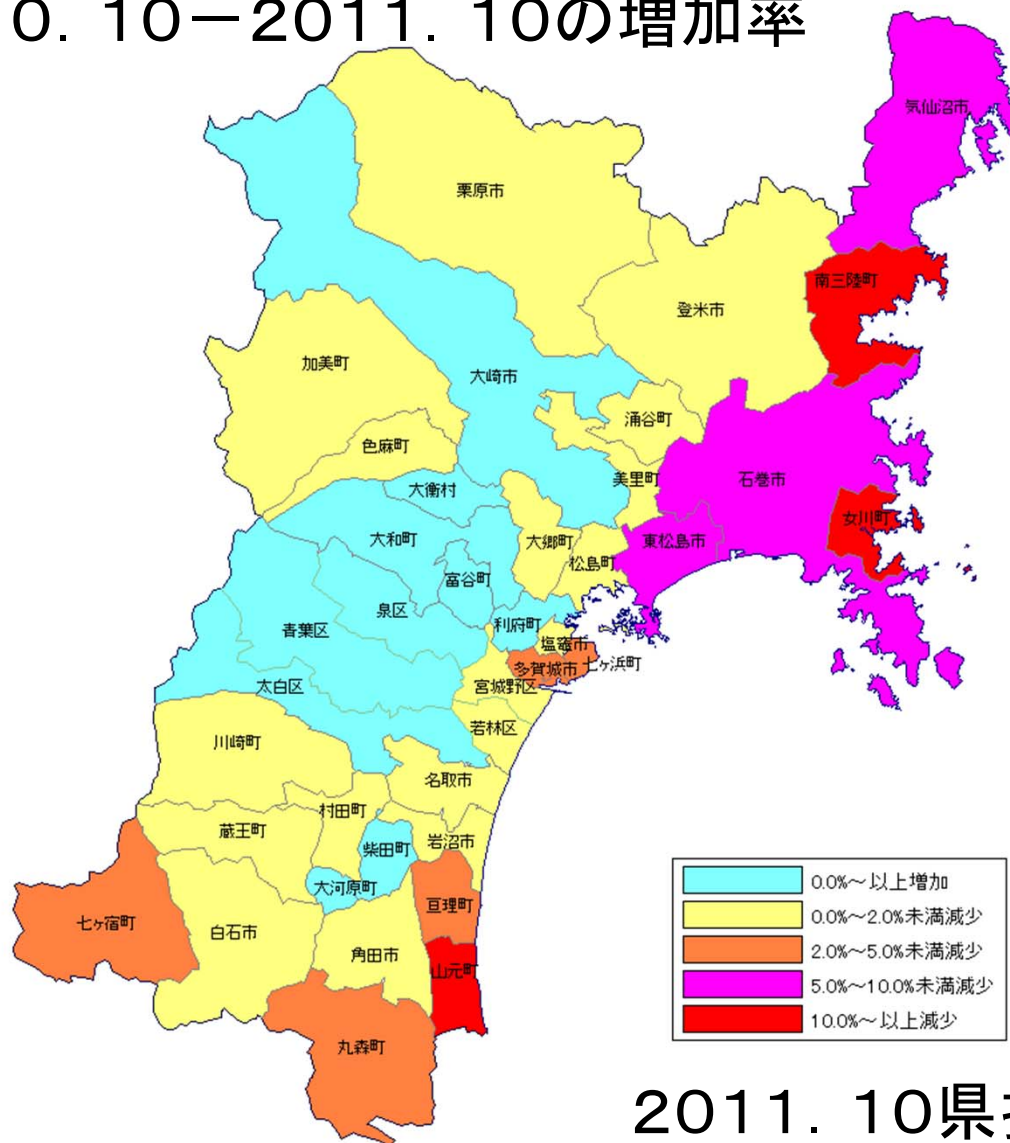 0．10－2011．10の増加率
気仙沼市
栗原市
南三陸町
登米市
加美町
大崎市
涌谷町
色麻町
美里町
石巻市
大衡村
女川町
大和町
大郷町
東松島市
松島町
富谷町
泉区
利府町
青葉区
塩竈市
多賀城市
七ヶ浜町
太白区
宮城野区
若林区
川崎町
名取市
村田町
蔵王町
岩沼市
柴田町
大河原町
亘理町
七ヶ宿町
白石市
角田市
山元町
丸森町
0.0%～以上増加
0.0%～2.0%未満減少
2.0%～5.0%未満減少
5.0%～10.0%未満減少
10.0%～以上減少
2011．10県